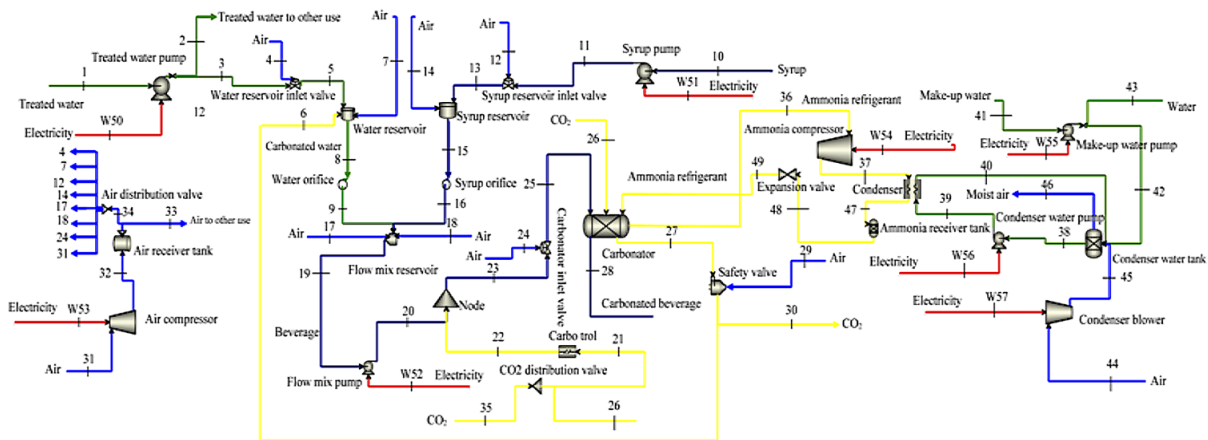 Treated water to other use
2
Treated water pump
1
3
Treated water
12
Electricity
W50
Air
4
5
Water reservoir inlet valve
6
Water reservoir
Carbonated water
8
Water orifice
9
Air
7
Air
14
Air
12
13
11
Syrup reservoir inlet valve
Syrup reservoir
15
Syrup orifice
16
Syrup pump
10
Syrup
W51
Electricity
4
7
12
14
17
18
24
31
Air distribution valve
34
33
Air to other use
Air receiver tank
32
Electricity
W53
Air compressor
Air
31
17
Air
18
Air
Flow mix reservoir
19
Beverage
Flow mix pump
W52
Electricity
20
Node
23
Air
24
25
Carbonator inlet valve
22
Carbo trol
21
CO2 distribution valve
CO₂
35
26
CO₂
26
Ammonia refrigerant
49
Carbonator
27
28
Carbonated beverage
Safety valve
29
Air
30
CO₂
36
Ammonia refrigerant
Ammonia compressor
W54
Electricity
Expansion valve
48
37
Condenser
47
Ammonia receiver tank
40
39
Make-up water
41
43
Water
Electricity
W55
Make-up water pump
42
Moist air
46
Condenser water pump
38
Condenser water tank
Electricity
W56
45
Electricity
W57
Condenser blower
44
Air